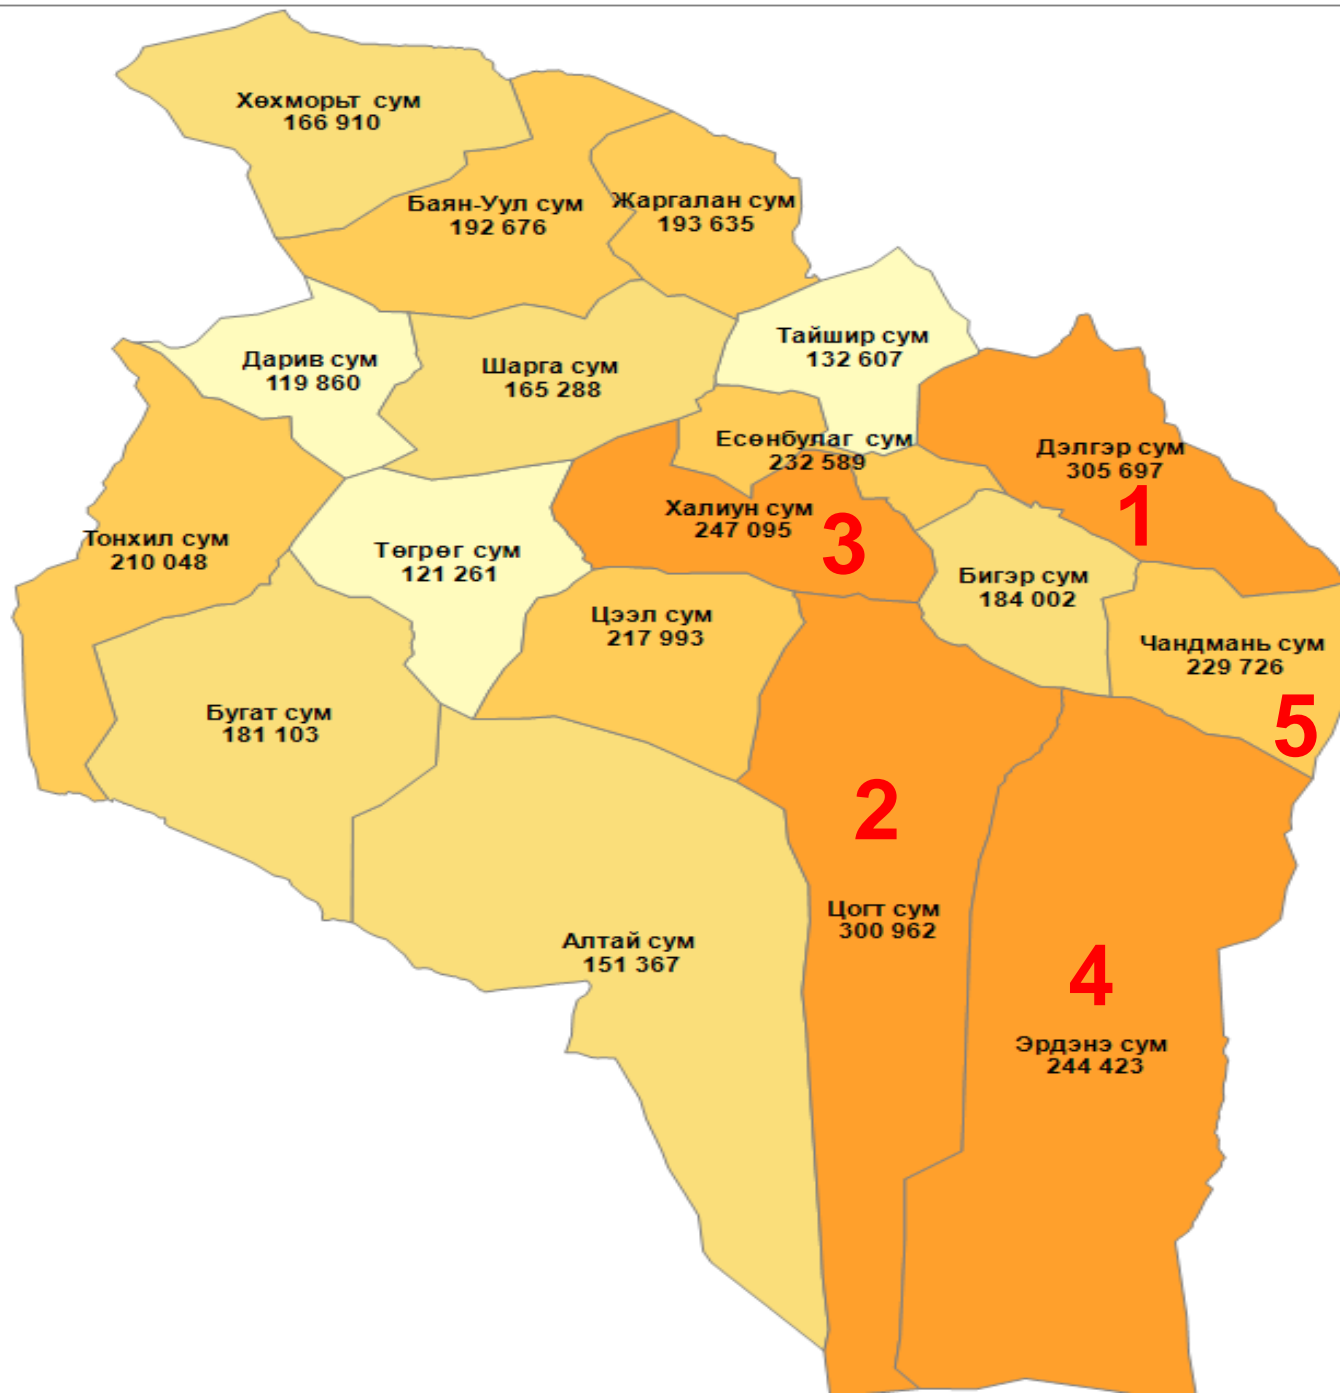 Хөхморьт сум
166 910
Баян-Уул сум
192 676
Жаргалан сум
193 635
Тайшир сум
132 607
Дарив сум
119 860
Шарга сум
165 288
Есөнбулаг сум
232 589
Дэлгэр сум
305 697
1
Халиун сум
247 095
3
Тонхил сум
210 048
Төгрөг сум
121 261
Бигэр сум
184 002
Цээл сум
217 993
Чандмань сум
229 726
5
Бугат сум
181 103
2
Цогт сум
300 962
Алтай сум
151 367
4
Эрдэнэ сум
244 423